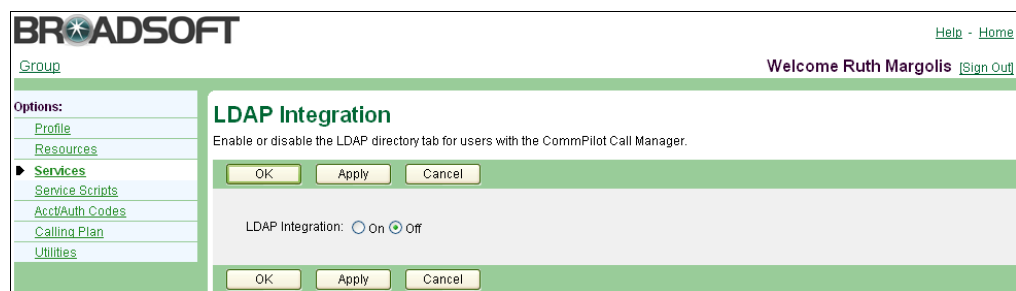 BROADSOFT
Help - Home
Group
Welcome Ruth Margolis [Sign Out]
Options:
Profile
Resources
Services
Service Scripts
Acct/Auth Codes
Calling Plan
Utilities
LDAP Integration
Enable or disable the LDAP directory tab for users with the CommPilot Call Manager.
OK Apply Cancel
LDAP Integration: On Off
OK Apply Cancel